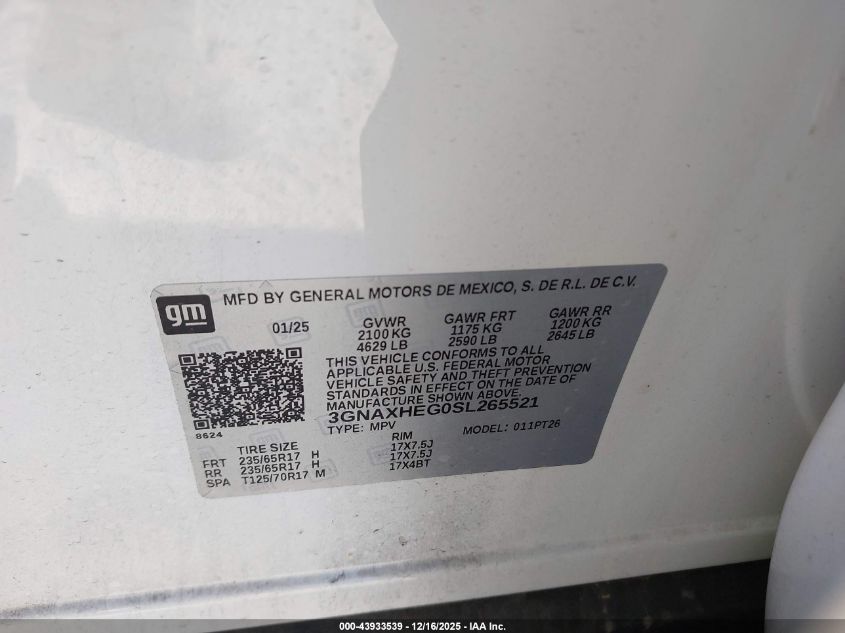 gm
MFD BY GENERAL MOTORS DE MEXICO, S. DE R.L. DE C.V.
01/25 GVWR GAWR FRT GAWR RR
2100 KG 1175 KG 1200 KG
4629 LB 2590 LB 2645 LB
THIS VEHICLE CONFORMS TO ALL
APPLICABLE U.S. FEDERAL MOTOR
VEHICLE SAFETY AND THEFT PREVENTION
STANDARDS IN EFFECT ON THE DATE OF
MANUFACTURE SHOWN ABOVE.
3GNAXHEG0SL265521
TYPE: MPV MODEL: 011PT26
8624
TIRE SIZE RIM
FRT 235/65R17 H 17X7.5J
RR 235/65R17 H 17X7.5J
SPA T125/70R17 M 17X4BT
000-43933539 - 12/16/2025 - IAA Inc.